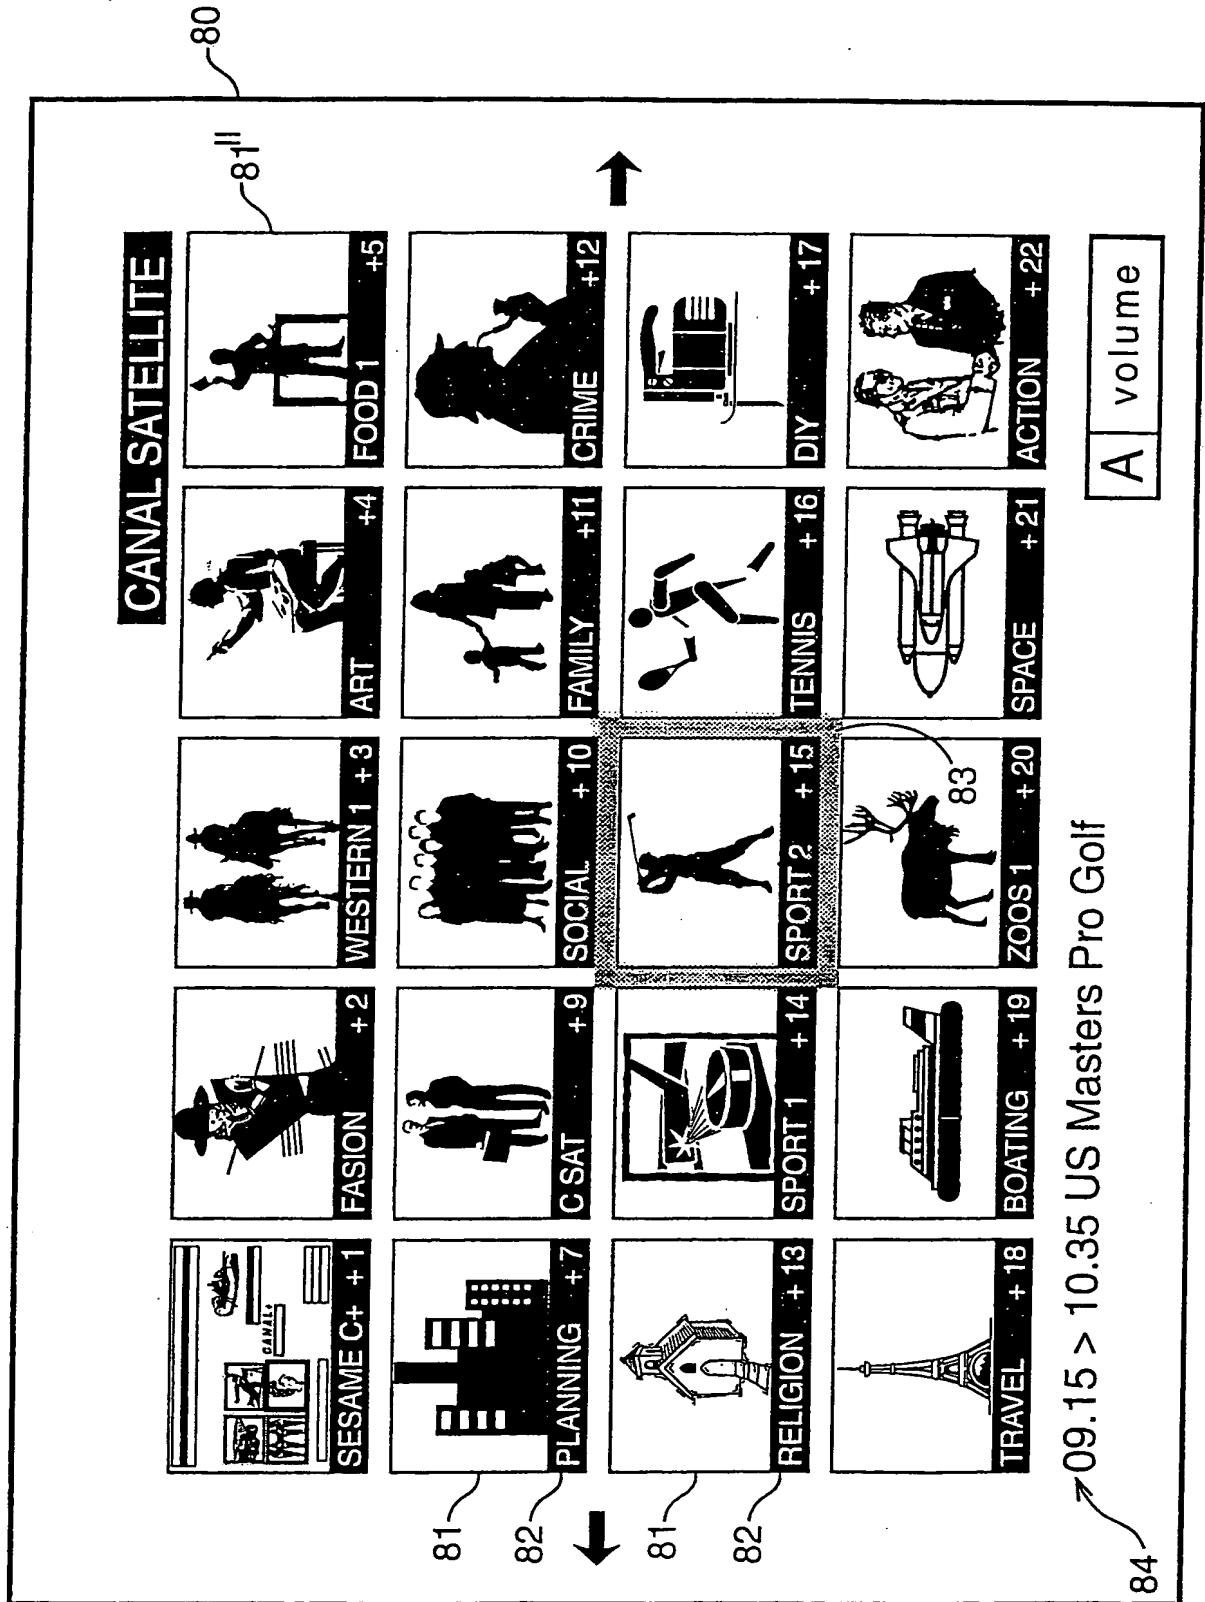 80
81'''
CANAL SATELLITE
SESAME C+ + 1
CANAL+
FASION + 2
WESTERN 1 + 3
ART +4
FOOD 1 +5
81
82
PLANNING +7
C SAT +9
SOCIAL + 10
FAMILY +11
CRIME +12
81
82
RELIGION + 13
SPORT 1 + 14
SPORT 2 + 15
TENNIS + 16
DIY + 17
83
TRAVEL + 18
BOATING + 19
ZOOS 1 + 20
SPACE + 21
ACTION + 22
84
09.15 > 10.35 US Masters Pro Golf
A volume